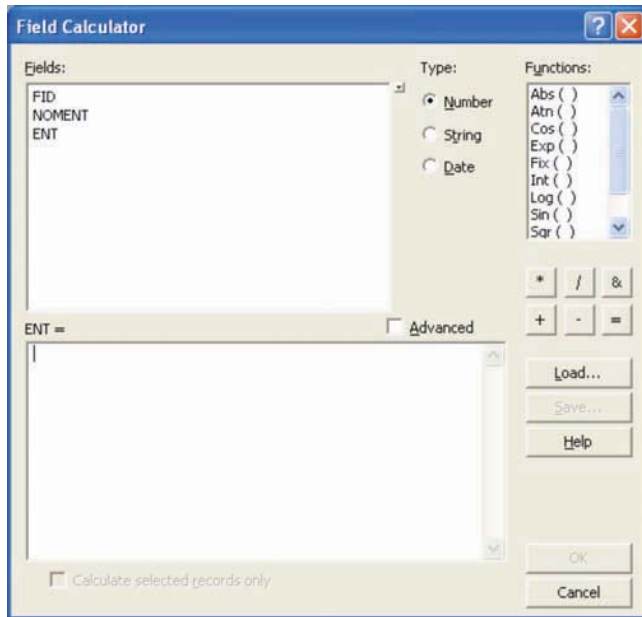 Field Calculator
Fields:
FID
NOMENT
ENT
Type:
Number
String
Date
Functions:
Abs ( )
Atn ( )
Cos ( )
Exp ( )
Fix ( )
Int ( )
Log ( )
Sin ( )
Sqr ( )
* / &
+ - =
ENT =
Advanced
Load...
Save...
Help
Calculate selected records only
OK
Cancel